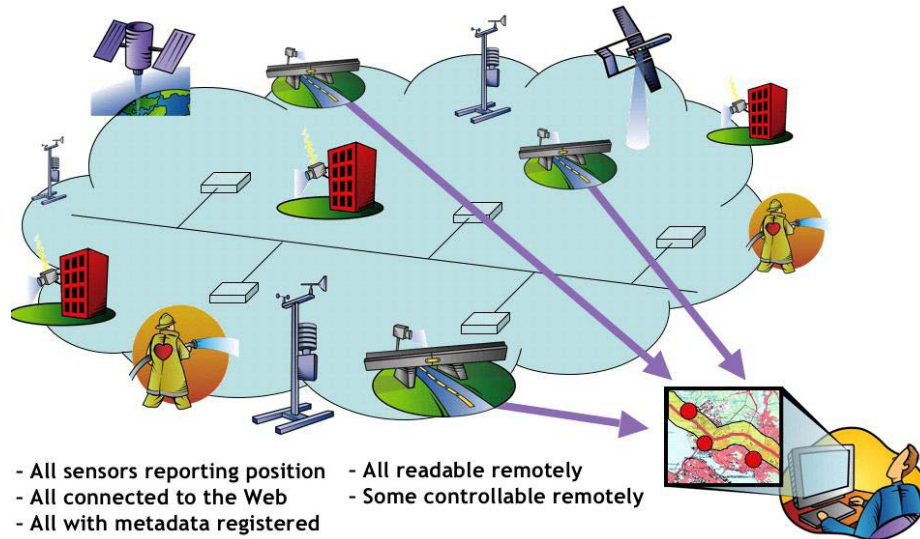 - All sensors reporting position
- All connected to the Web
- All with metadata registered
- All readable remotely
- Some controllable remotely